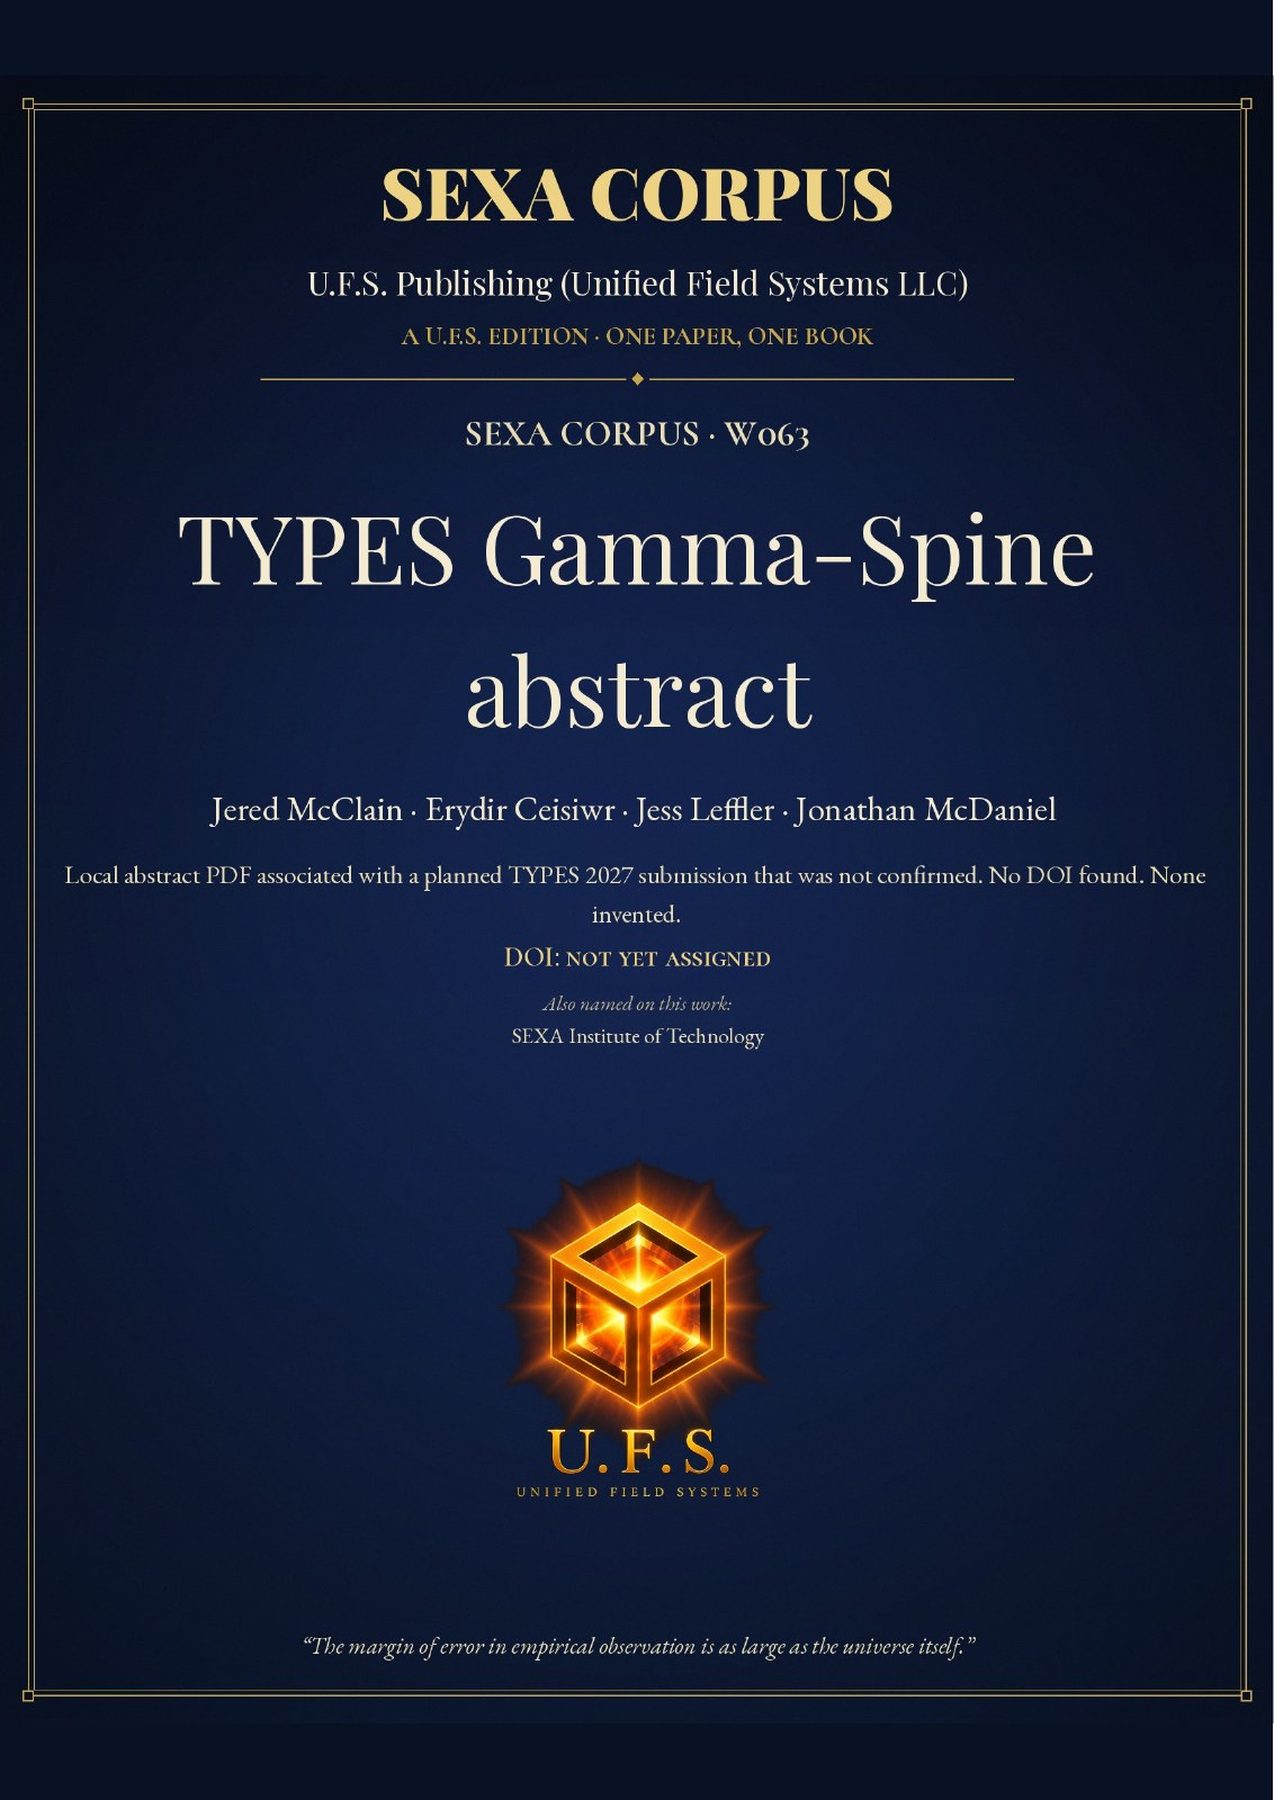 SEXA CORPUS
U.F.S. Publishing (Unified Field Systems LLC)
A U.F.S. EDITION · ONE PAPER, ONE BOOK
SEXA CORPUS · W063
TYPES Gamma-Spine
abstract
Jered McClain · Erydir Ceisiwr · Jess Leffler · Jonathan McDaniel
Local abstract PDF associated with a planned TYPES 2027 submission that was not confirmed. No DOI found. None
invented.
DOI: NOT YET ASSIGNED
Also named on this work:
SEXA Institute of Technology
U.F.S.
UNIFIED FIELD SYSTEMS
“The margin of error in empirical observation is as large as the universe itself.”